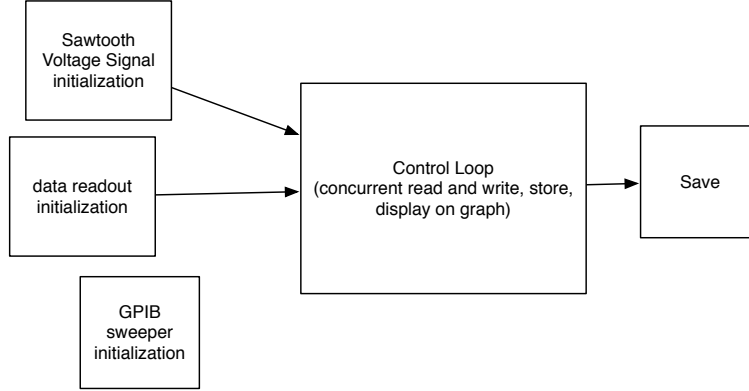 Sawtooth
Voltage Signal
initialization
data readout
initialization
GPIB
sweeper
initialization
Control Loop
(concurrent read and write, store,
display on graph)
Save